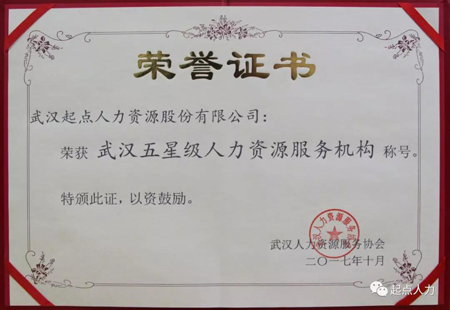 荣誉证书
武汉起点人力资源股份有限公司：
荣获 武汉五星级人力资源服务机构 称号。
特颁此证，以资鼓励。
武汉人力资源服务协会
二〇一七年十月
起点人力